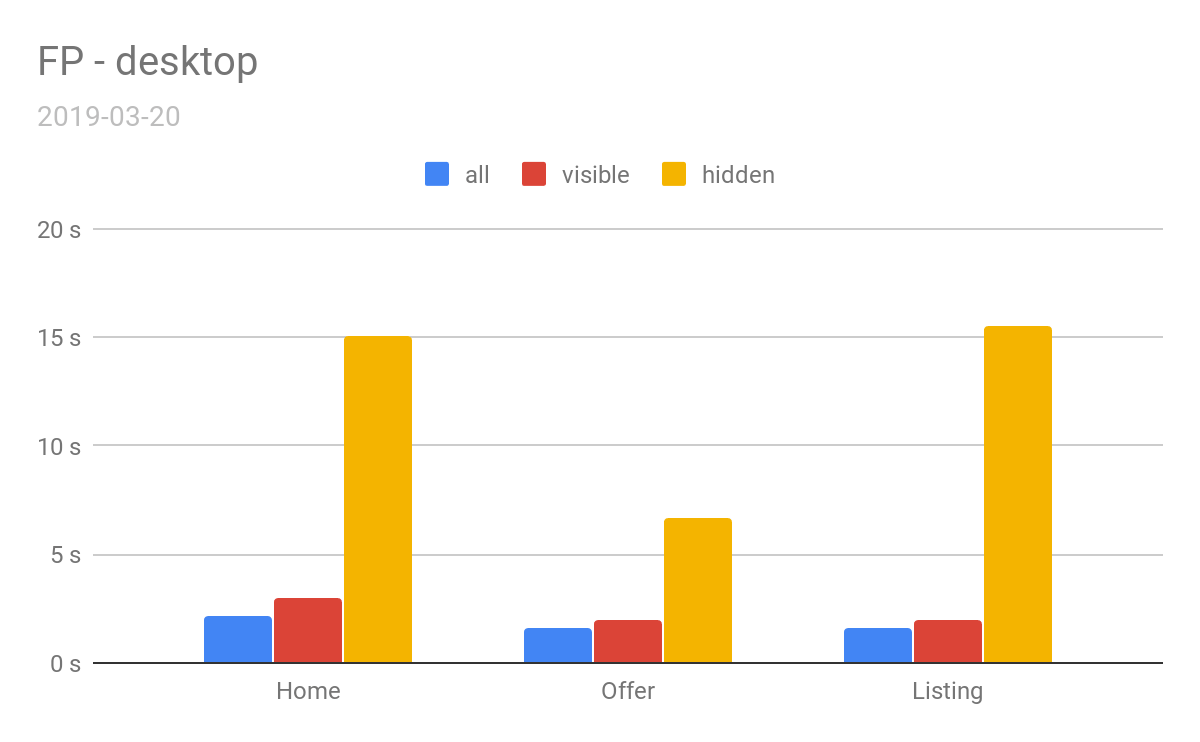 FP - desktop
2019-03-20
all visible hidden
20 s
15 s
10 s
5 s
0 s
Home Offer Listing